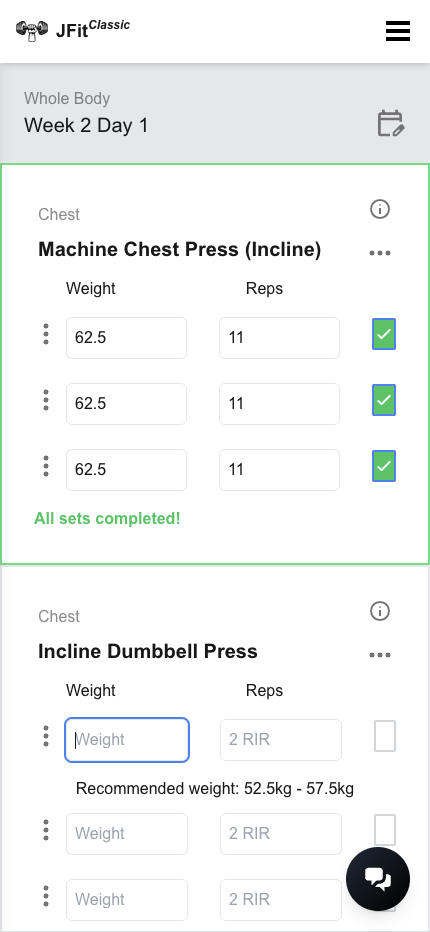 JFit Classic
Whole Body
Week 2 Day 1
Chest
Machine Chest Press (Incline)
Weight Reps
62.5 11
62.5 11
62.5 11
All sets completed!
Chest
Incline Dumbbell Press
Weight Reps
Weight 2 RIR
Recommended weight: 52.5kg - 57.5kg
Weight 2 RIR
Weight 2 RIR